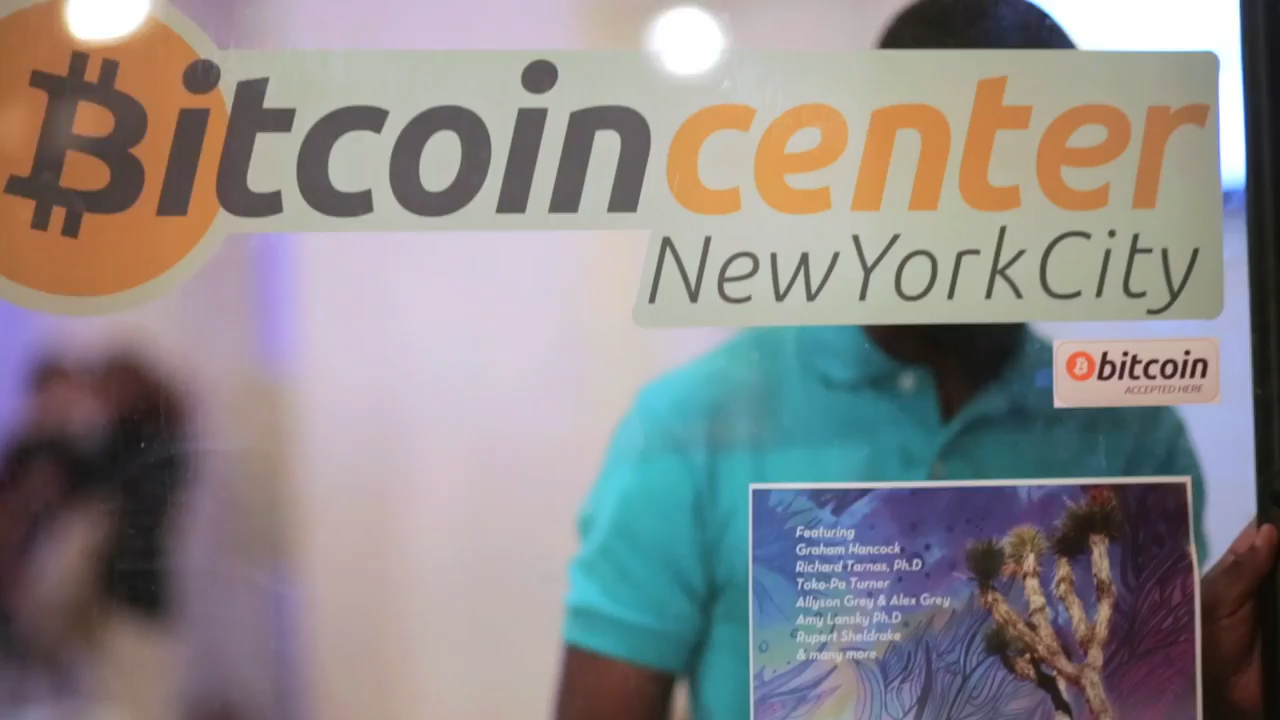 Bitcoincenter
NewYorkCity
bitcoin
ACCEPTED HERE
Featuring
Graham Hancock
Richard Tarnas, Ph.D
Toko-Pa Turner
Allyson Grey & Alex Grey
Amy Lansky Ph.D
Rupert Sheldrake
& many more